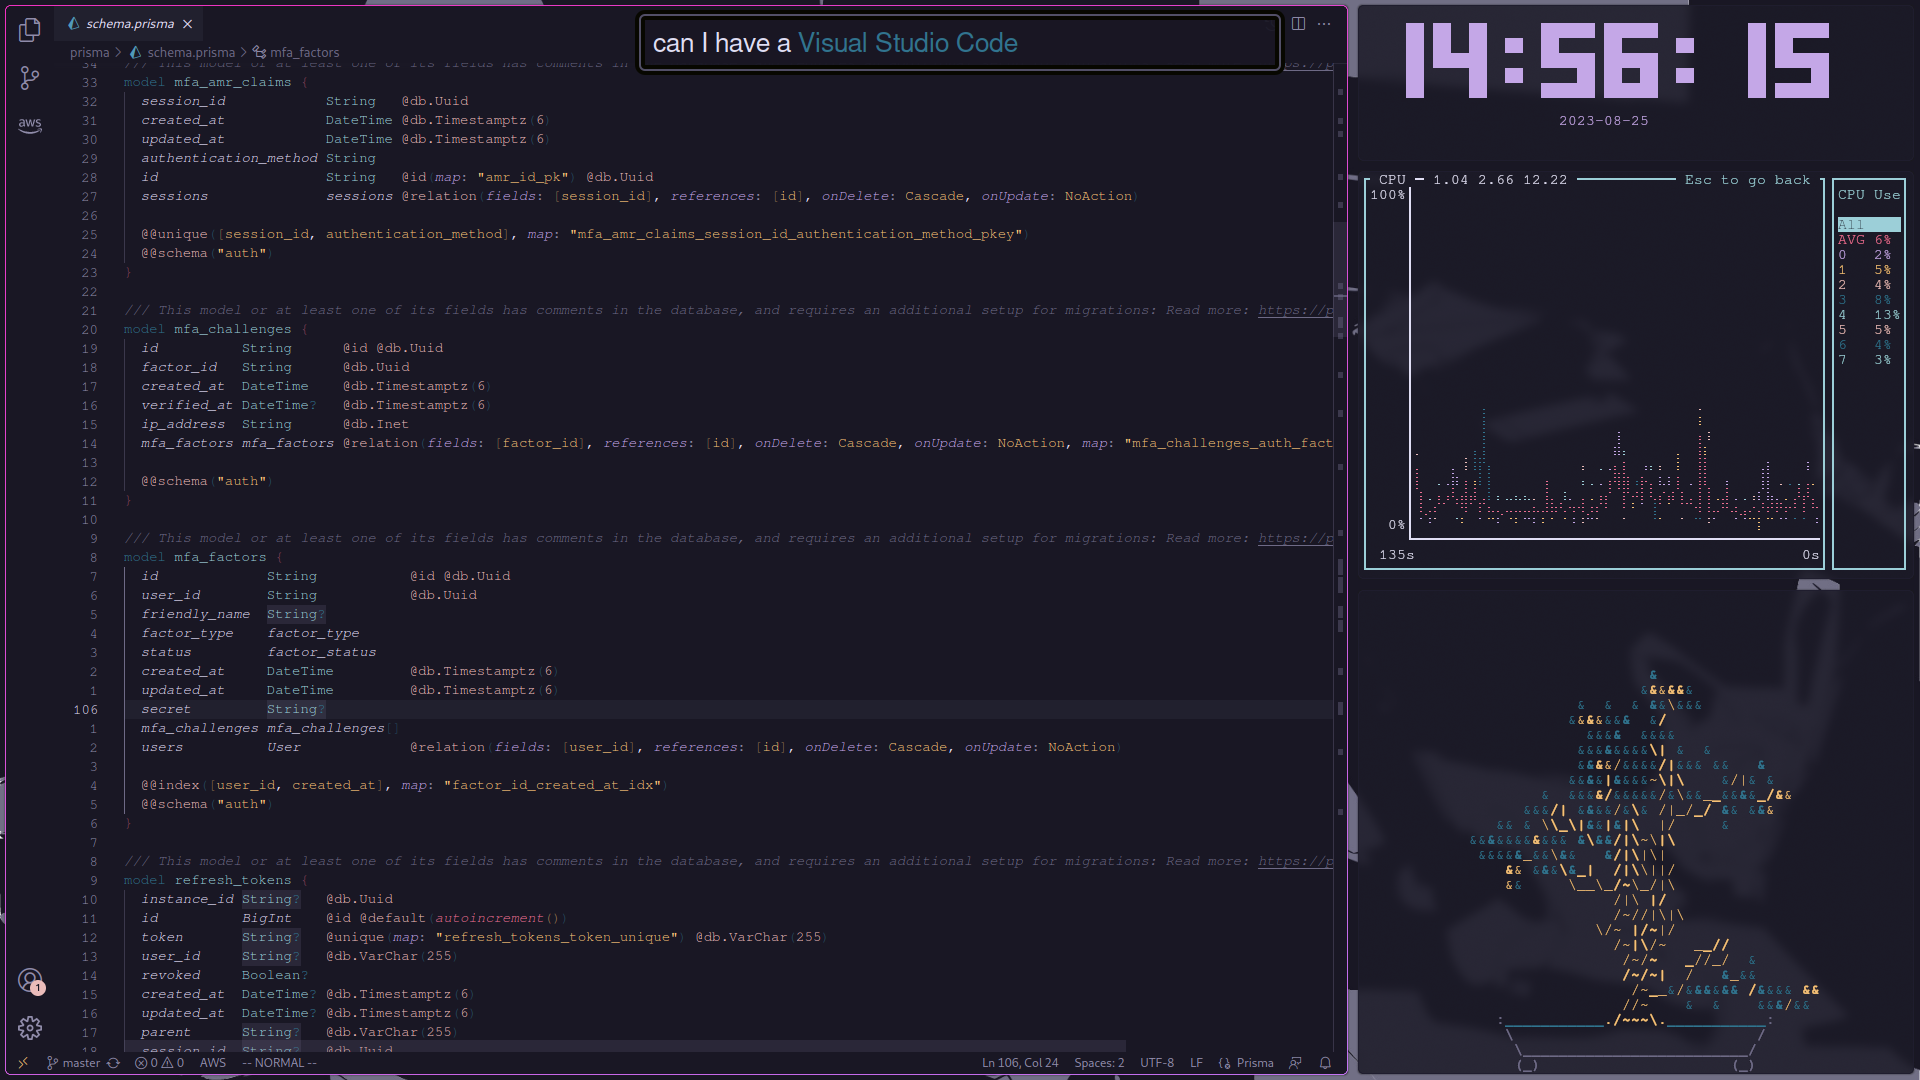 schema.prisma ×
can I have a Visual Studio Code
prisma > schema.prisma > mfa_factors
aws
33 model mfa_amr_claims {
32 session_id String @db.Uuid
31 created_at DateTime @db.Timestamptz(6)
30 updated_at DateTime @db.Timestamptz(6)
29 authentication_method String
28 id String @id(map: "amr_id_pk") @db.Uuid
27 sessions sessions @relation(fields: [session_id], references: [id], onDelete: Cascade, onUpdate: NoAction)
26
25 @@unique([session_id, authentication_method], map: "mfa_amr_claims_session_id_authentication_method_pkey")
24 @@schema("auth")
23 }
22
21 /// This model or at least one of its fields has comments in the database, and requires an additional setup for migrations: Read more: https://p
20 model mfa_challenges {
19 id String @id @db.Uuid
18 factor_id String @db.Uuid
17 created_at DateTime @db.Timestamptz(6)
16 verified_at DateTime? @db.Timestamptz(6)
15 ip_address String @db.Inet
14 mfa_factors mfa_factors @relation(fields: [factor_id], references: [id], onDelete: Cascade, onUpdate: NoAction, map: "mfa_challenges_auth_fact
13
12 @@schema("auth")
11 }
10
9 /// This model or at least one of its fields has comments in the database, and requires an additional setup for migrations: Read more: https://p
8 model mfa_factors {
7 id String @id @db.Uuid
6 user_id String @db.Uuid
5 friendly_name String?
4 factor_type factor_type
3 status factor_status
2 created_at DateTime @db.Timestamptz(6)
1 updated_at DateTime @db.Timestamptz(6)
106 secret String?
1 mfa_challenges mfa_challenges[]
2 users User @relation(fields: [user_id], references: [id], onDelete: Cascade, onUpdate: NoAction)
3
4 @@index([user_id, created_at], map: "factor_id_created_at_idx")
5 @@schema("auth")
6 }
7
8 /// This model or at least one of its fields has comments in the database, and requires an additional setup for migrations: Read more: https://p
9 model refresh_tokens {
10 instance_id String? @db.Uuid
11 id BigInt @id @default(autoincrement())
12 token String? @unique(map: "refresh_tokens_token_unique") @db.VarChar(255)
13 user_id String? @db.VarChar(255)
14 revoked Boolean?
15 created_at DateTime? @db.Timestamptz(6)
16 updated_at DateTime? @db.Timestamptz(6)
17 parent String? @db.VarChar(255)
1
master 0 0 AWS -- NORMAL -- Ln 106, Col 24 Spaces: 2 UTF-8 LF Prisma
14:56:15
2023-08-25
CPU 1.04 2.66 12.22 Esc to go back
100%
0%
135s 0s
CPU Use
All
AVG 6%
0 2%
1 5%
2 4%
3 8%
4 13%
5 5%
6 4%
7 3%